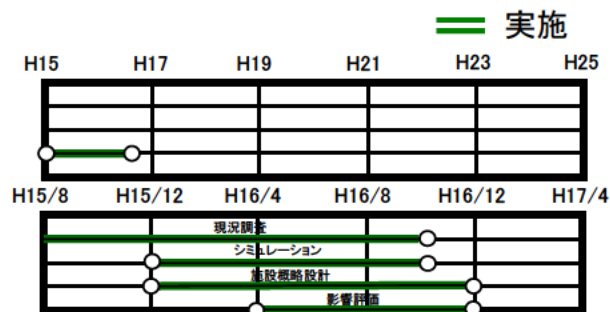 実施
H15 H17 H19 H21 H23 H25
H15/8 H15/12 H16/4 H16/8 H16/12 H17/4
現況調査
シミュレーション
施設概略設計
影響評価